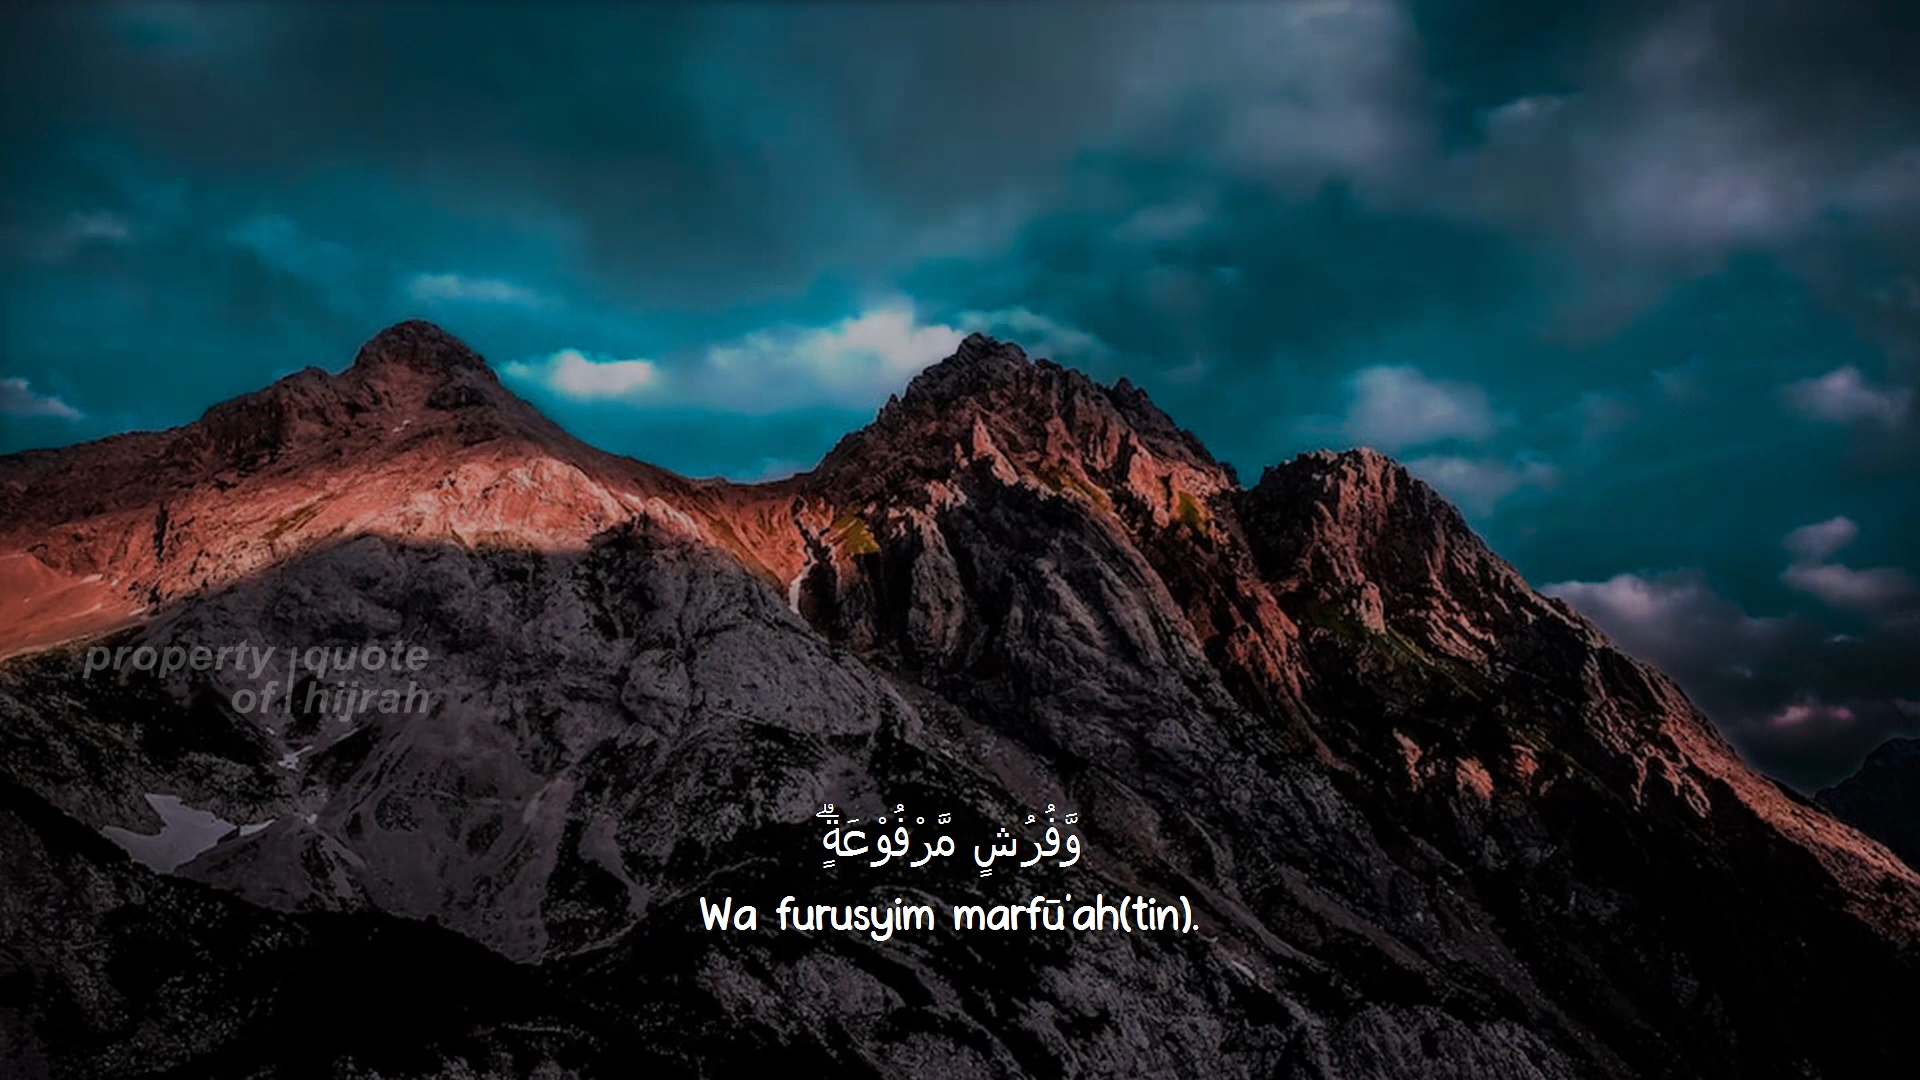 property | quote
of | hijrah
وَّفُرُشٍ مَّرْفُوْعَةٍۗ
Wa furusyim marfū'ah(tin).